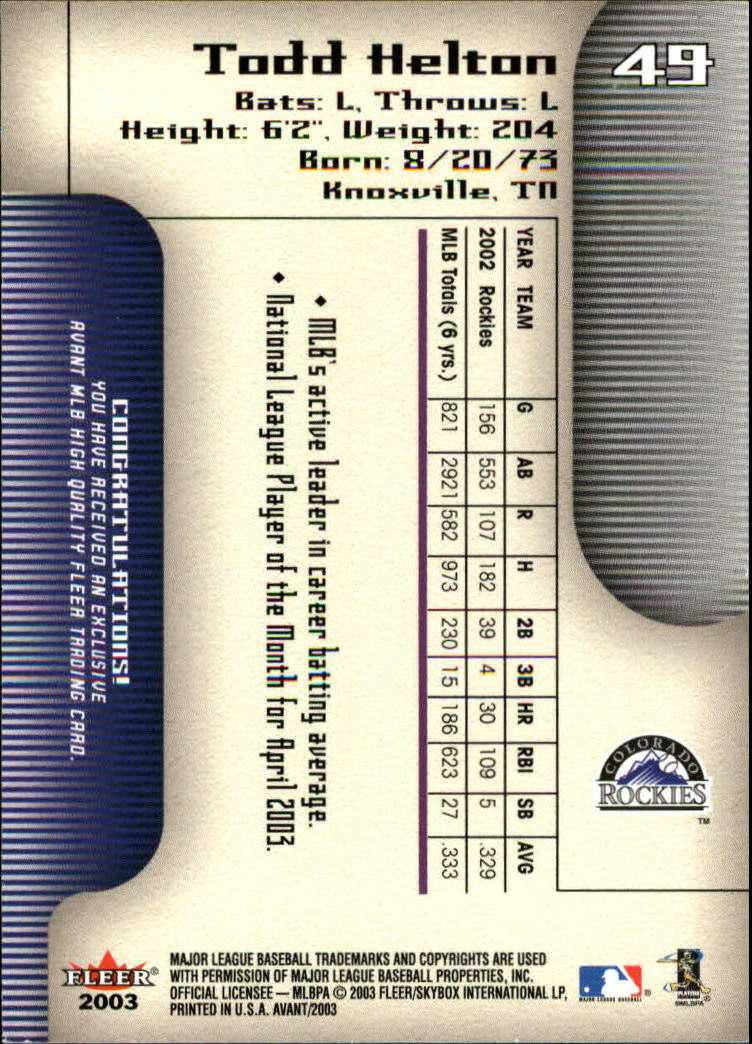 49
Todd Helton
Bats: L, Throws: L
Height: 6'2", Weight: 204
Born: 8/20/73
Knoxville, TN
YEAR TEAM G AB R H 2B 3B HR RBI SB AVG
2002 Rockies 156 553 107 182 39 4 30 109 5 .329
MLB Totals (6 yrs.) 821 2921 582 973 230 15 186 623 27 .333
♦ MLB's active leader in career batting average.
♦ National League Player of the Month for April 2003.
CONGRATULATIONS!
YOU HAVE RECEIVED AN EXCLUSIVE
AVANT MLB HIGH QUALITY FLEER TRADING CARD.
COLORADO
ROCKIES
TM
FLEER®
2003
MAJOR LEAGUE BASEBALL TRADEMARKS AND COPYRIGHTS ARE USED
WITH PERMISSION OF MAJOR LEAGUE BASEBALL PROPERTIES, INC.
OFFICIAL LICENSEE — MLBPA © 2003 FLEER/SKYBOX INTERNATIONAL LP,
PRINTED IN U.S.A. AVANT/2003
MAJOR LEAGUE BASEBALL ®
©MLBPA